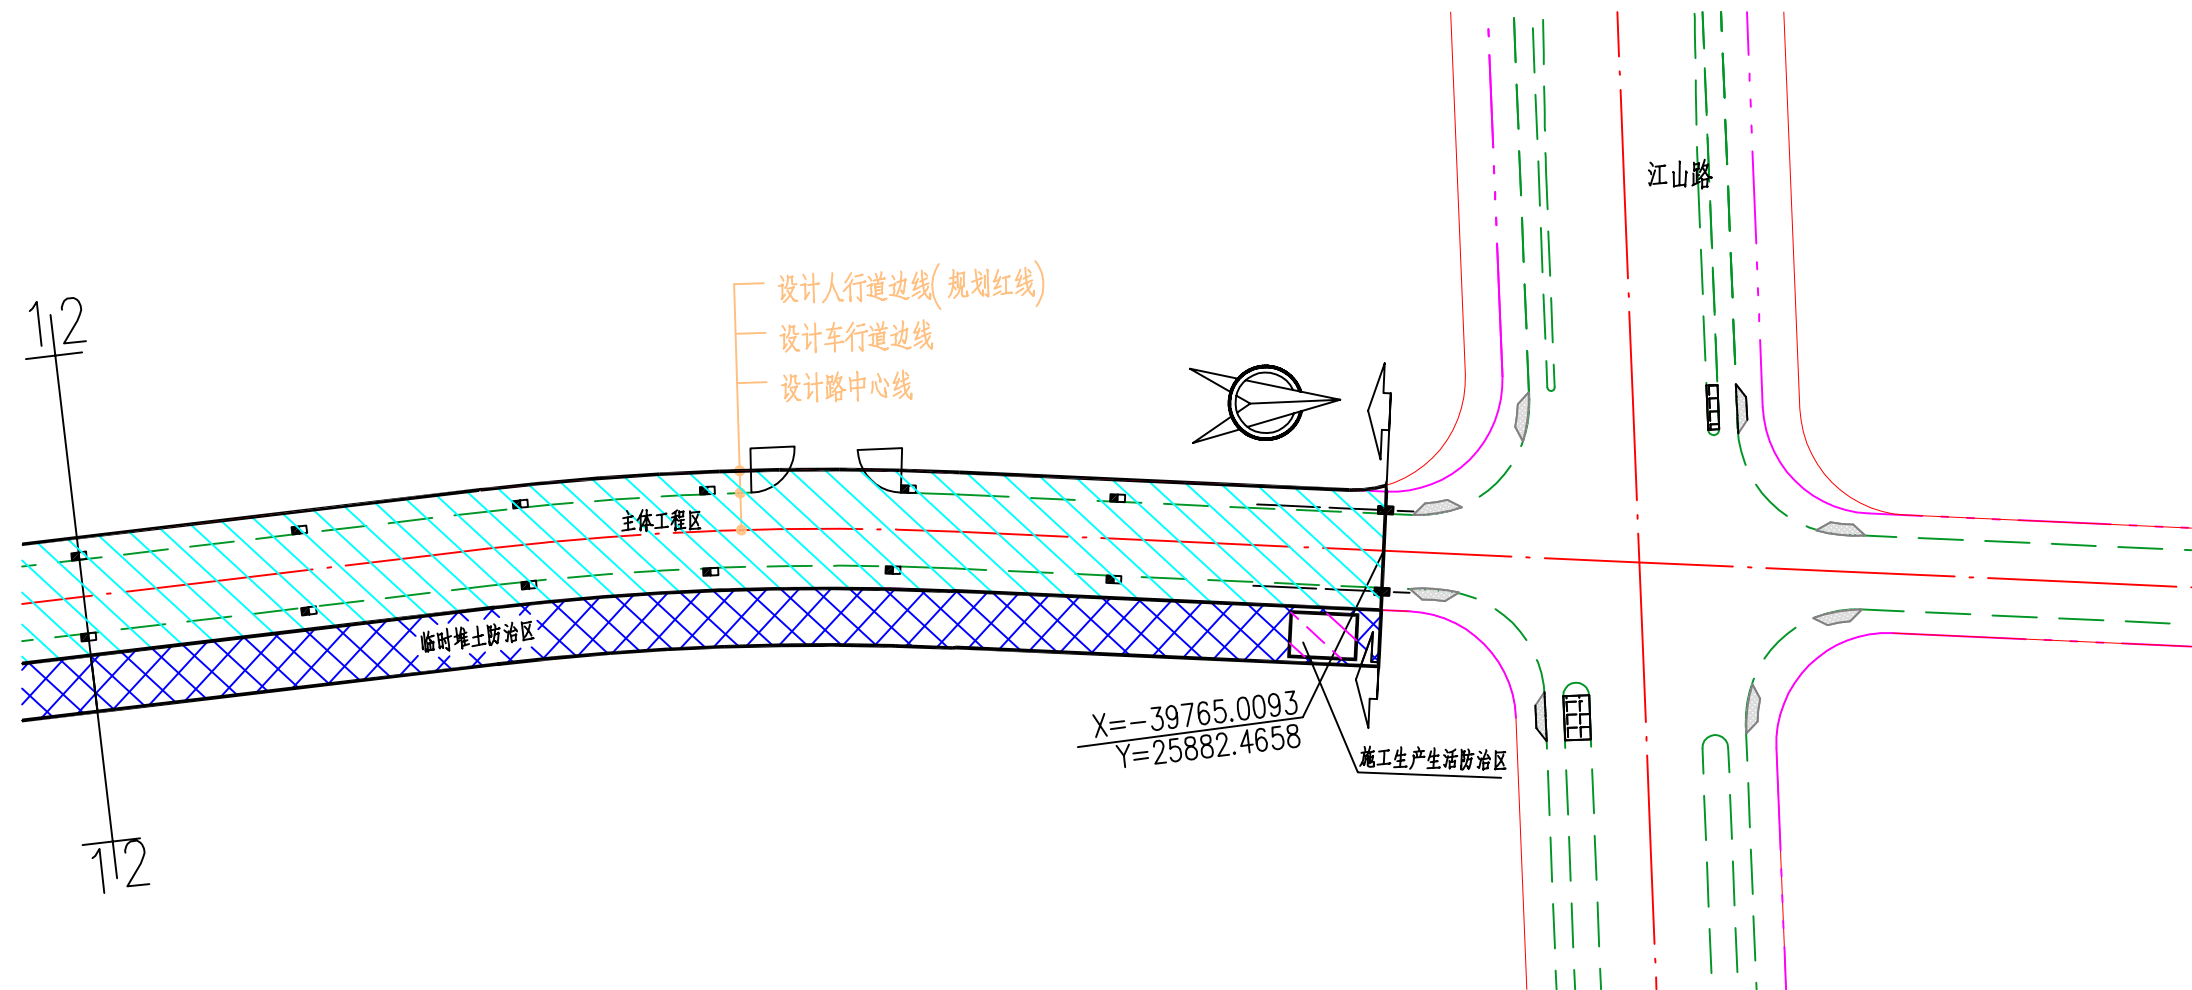 江山路
设计人行道边线(规划红线)
设计车行道边线
设计路中心线
12
主体工程区
临时堆土防治区
X=-39765.0093
Y=25882.4658
施工生产生活防治区
12